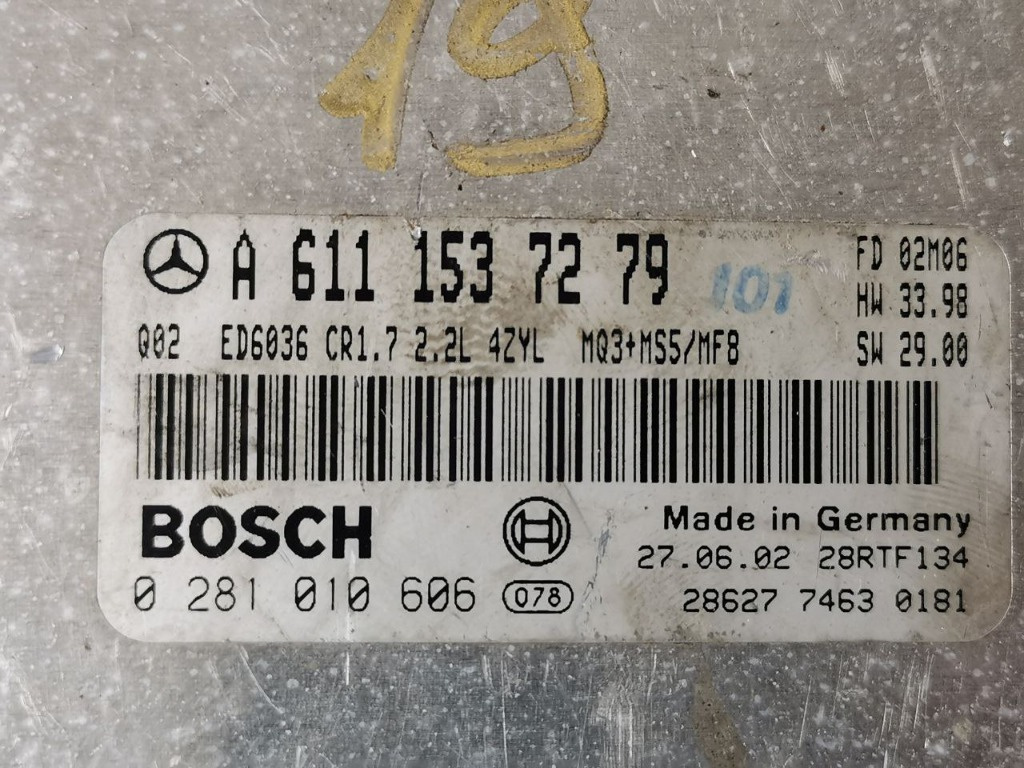 19
A 611 153 72 79 101 FD 02M06
HW 33.98
Q02 ED6036 CR1.7 2.2L 4ZYL MQ3+MS5/MF8 SW 29.00
BOSCH Made in Germany
27.06.02 28RTF134
0 281 010 606 078 28627 7463 0181